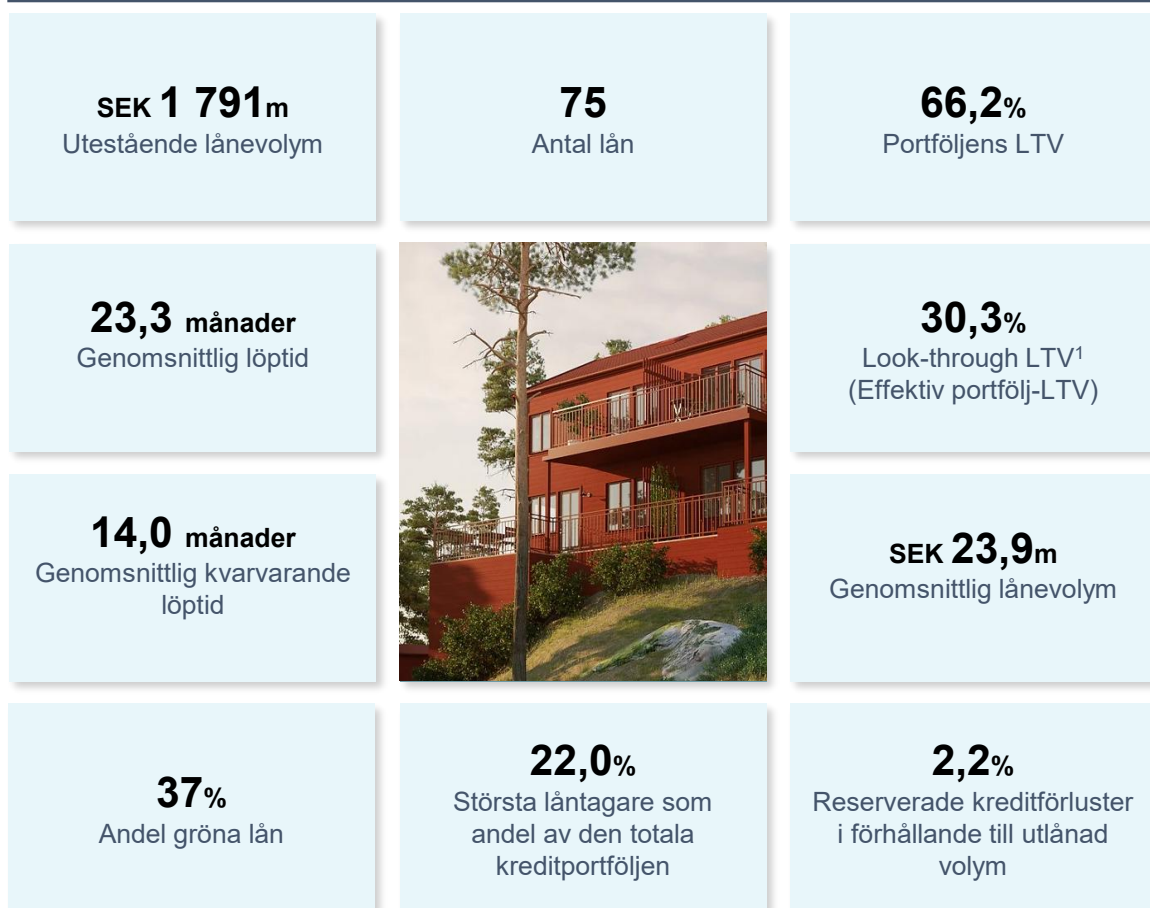 SEK 1 791m
Utestående lånevolym
75
Antal lån
66,2%
Portföljens LTV
23,3 månader
Genomsnittlig löptid
30,3%
Look-through LTV¹
(Effektiv portfölj-LTV)
14,0 månader
Genomsnittlig kvarvarande
löptid
SEK 23,9m
Genomsnittlig lånevolym
37%
Andel gröna lån
22,0%
Största låntagare som
andel av den totala
kreditportföljen
2,2%
Reserverade kreditförluster
i förhållande till utlånad
volym